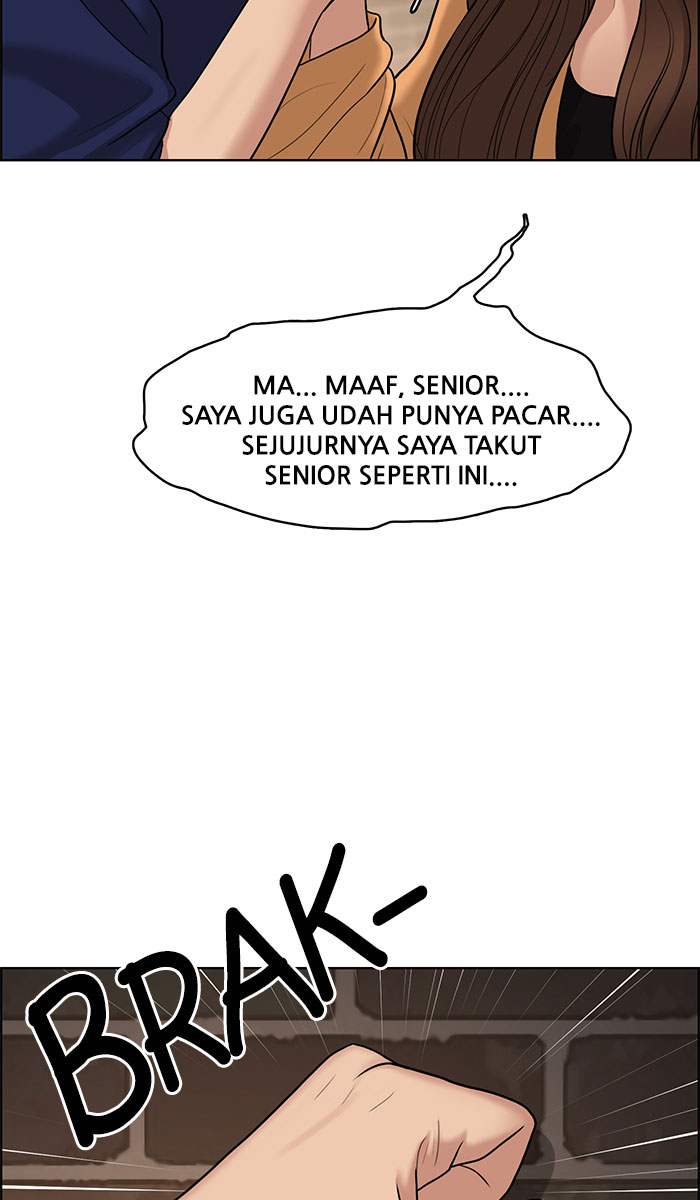 MA... MAAF, SENIOR....
SAYA JUGA UDAH PUNYA PACAR....
SEJUJURNYA SAYA TAKUT
SENIOR SEPERTI INI....
BRAK-